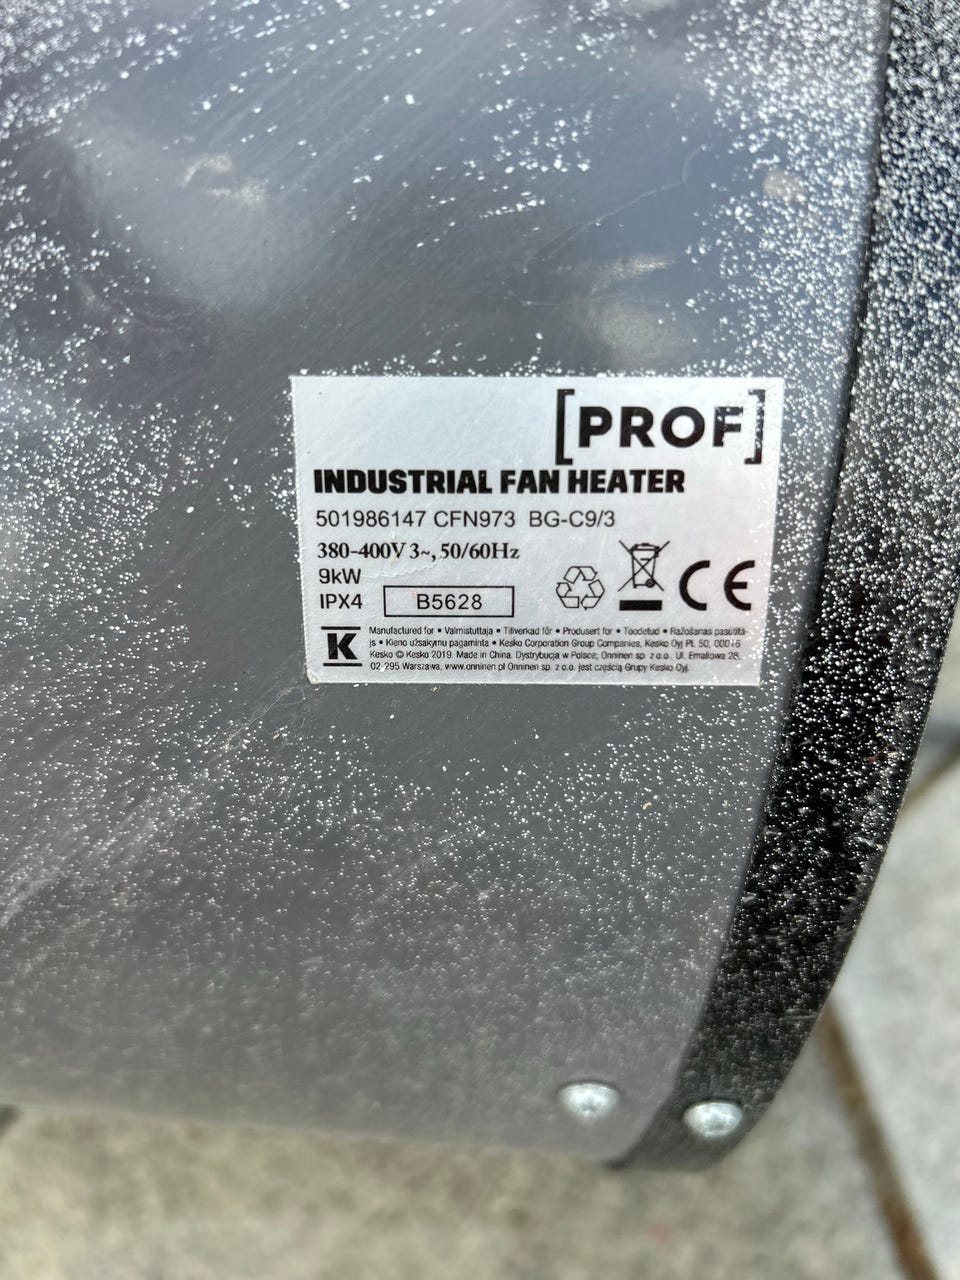 [PROF]
INDUSTRIAL FAN HEATER
501986147 CFN973 BG-C9/3
380-400V 3~, 50/60Hz
9kW
IPX4 B5628
CE
K
Manufactured for • Valmistuttaja • Tillverkad för • Produsert for • Toodetud • Ražošanas pasūtītā-
js • Kieno užsakymu pagaminta • Kesko Corporation Group Companies, Kesko Oyj PL 50, 00016
Kesko © Kesko 2019. Made in China. Dystrybucja w Polsce; Onninen sp. z o.o. Ul. Emaliowa 28,
02-295 Warszawa, www.onninen.pl Onninen sp. z o.o. jest częścią Grupy Kesko Oyj.